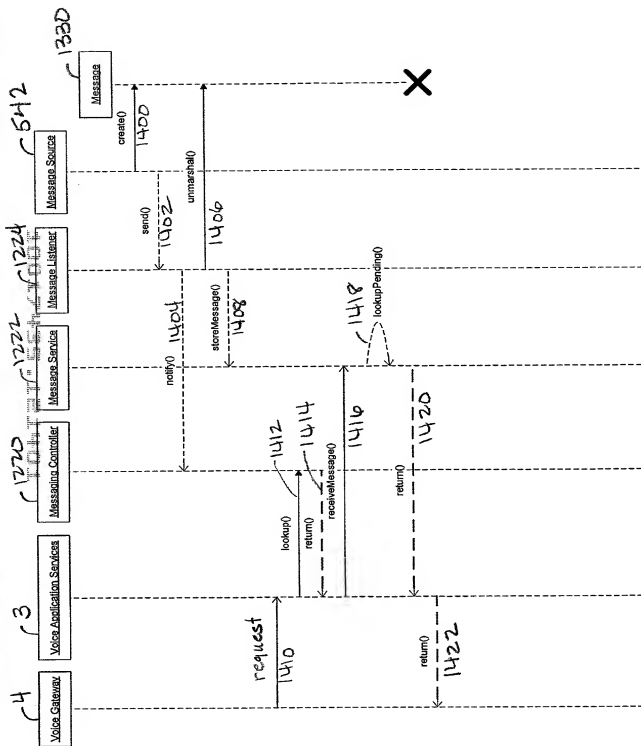 4
Voice Gateway
3
Voice Application Services
1220
Messaging Controller
1222
Message Service
1224
Message Listener
542
Message Source
1330
Message
create()
1400
send()
1402
notify()
1404
unmarshal()
1406
storeMessage()
1408
request
1410
lookup()
1412
return()
1414
receiveMessage()
1416
1418
lookupPending()
return()
1420
return()
1422